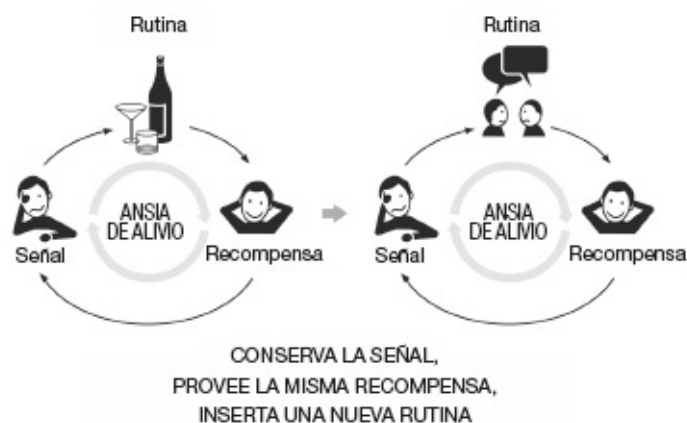 Rutina
ANSIA
DE ALIVIO
Señal
Recompensa
Rutina
ANSIA
DE ALIVIO
Señal
Recompensa
CONSERVA LA SEÑAL,
PROVEE LA MISMA RECOMPENSA,
INSERTA UNA NUEVA RUTINA